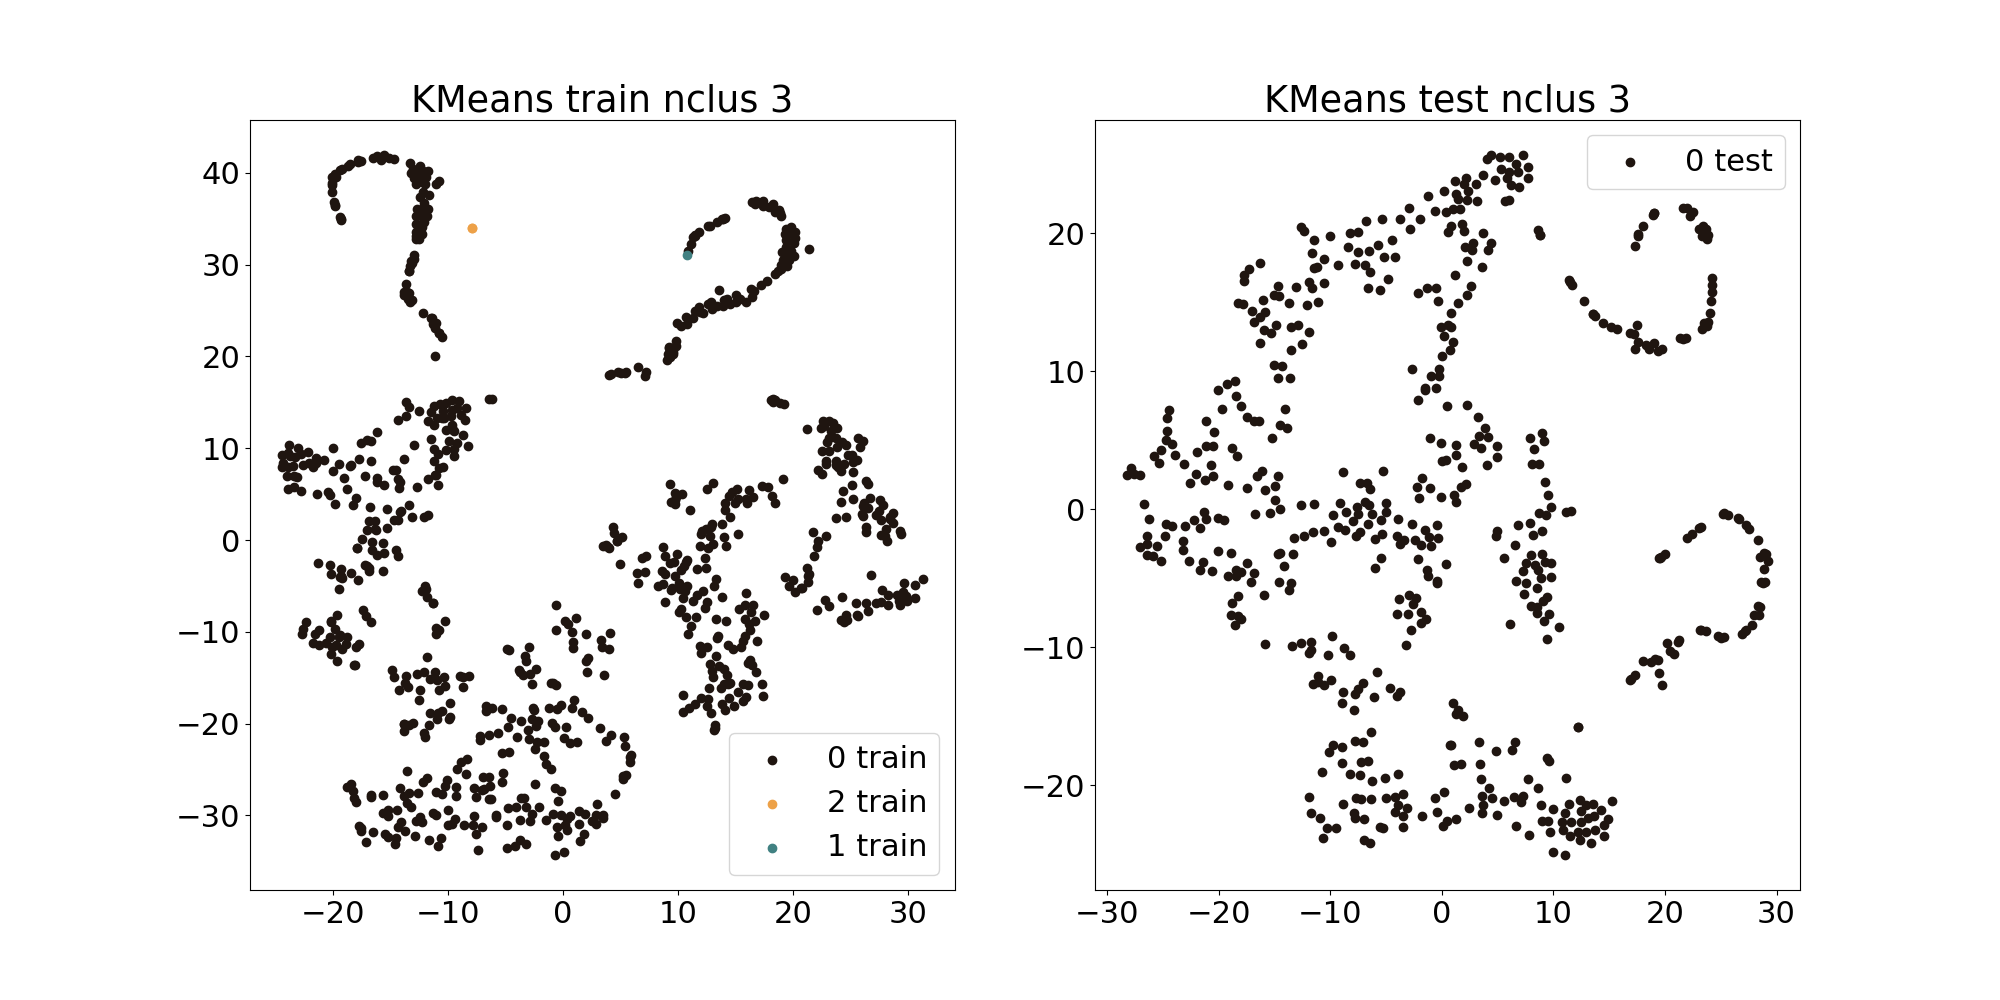 KMeans train nclus 3
40
30
20
10
0
−10
−20
−30
−20 −10 0 10 20 30
0 train
2 train
1 train
KMeans test nclus 3
20
10
0
−10
−20
−30 −20 −10 0 10 20 30
0 test